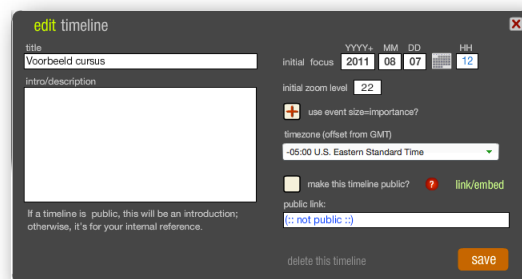 edit timeline
title
Voorbeeld cursus
intro/description
If a timeline is public, this will be an introduction;
otherwise, it's for your internal reference.
YYYY+ MM DD HH
initial focus 2011 08 07 12
initial zoom level 22
use event size=importance?
timezone (offset from GMT)
-05:00 U.S. Eastern Standard Time
make this timeline public? ? link/embed
public link:
(:: not public ::)
delete this timeline save